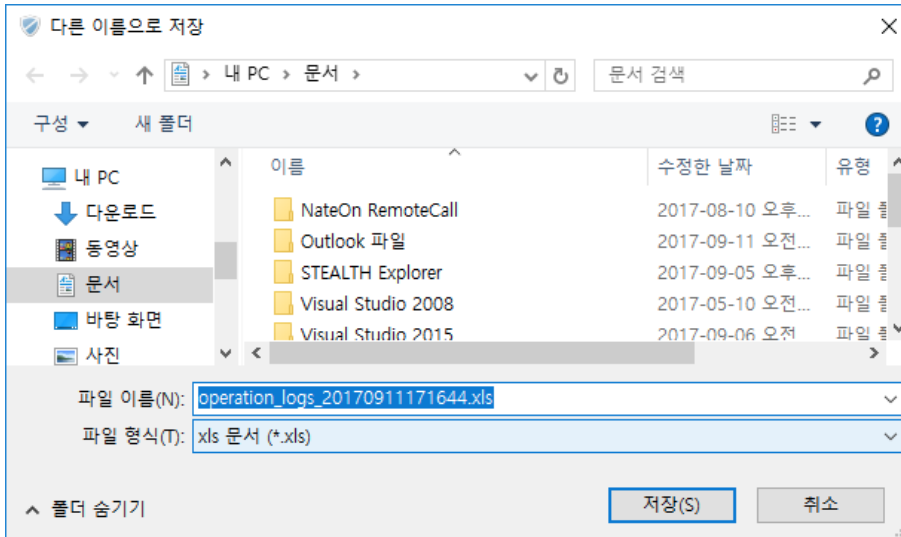 다른 이름으로 저장
내 PC > 문서 >
문서 검색
구성
새 폴더
이름
수정한 날짜
유형
내 PC
다운로드
동영상
문서
바탕 화면
사진
NateOn RemoteCall 2017-08-10 오후... 파일
Outlook 파일 2017-09-11 오전... 파일
STEALTH Explorer 2017-09-05 오후... 파일
Visual Studio 2008 2017-05-10 오전... 파일
Visual Studio 2015 2017-09-06 오전 파일
파일 이름(N): operation_logs_20170911171644.xls
파일 형식(T): xls 문서 (*.xls)
폴더 숨기기
저장(S)
취소